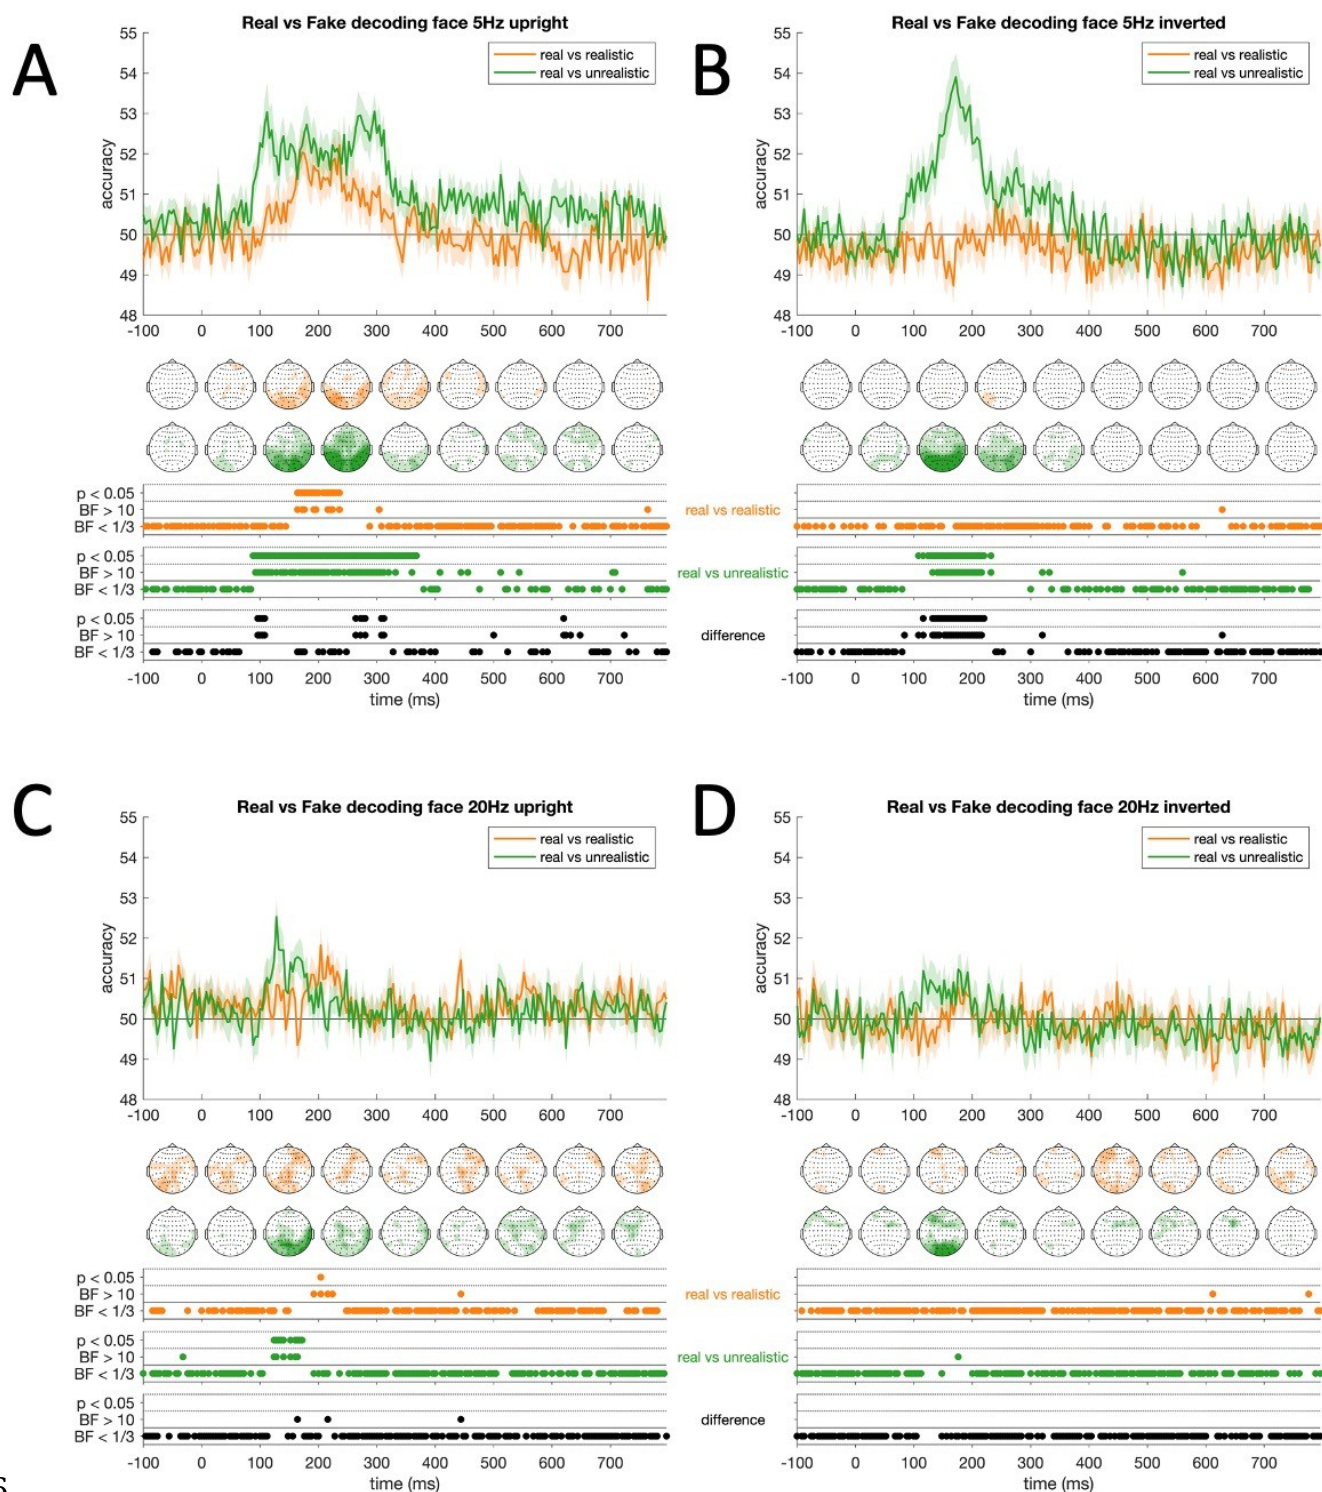 A
Real vs Fake decoding face 5Hz upright
real vs realistic
real vs unrealistic
accuracy
55
54
53
52
51
50
49
48
-100 0 100 200 300 400 500 600 700
p < 0.05
BF > 10
BF < 1/3
p < 0.05
BF > 10
BF < 1/3
p < 0.05
BF > 10
BF < 1/3
-100 0 100 200 300 400 500 600 700
time (ms)
B
Real vs Fake decoding face 5Hz inverted
real vs realistic
real vs unrealistic
accuracy
55
54
53
52
51
50
49
48
-100 0 100 200 300 400 500 600 700
real vs realistic
real vs unrealistic
difference
-100 0 100 200 300 400 500 600 700
time (ms)
C
Real vs Fake decoding face 20Hz upright
real vs realistic
real vs unrealistic
accuracy
55
54
53
52
51
50
49
48
-100 0 100 200 300 400 500 600 700
p < 0.05
BF > 10
BF < 1/3
p < 0.05
BF > 10
BF < 1/3
p < 0.05
BF > 10
BF < 1/3
-100 0 100 200 300 400 500 600 700
time (ms)
D
Real vs Fake decoding face 20Hz inverted
real vs realistic
real vs unrealistic
accuracy
55
54
53
52
51
50
49
48
-100 0 100 200 300 400 500 600 700
real vs realistic
real vs unrealistic
difference
-100 0 100 200 300 400 500 600 700
time (ms)